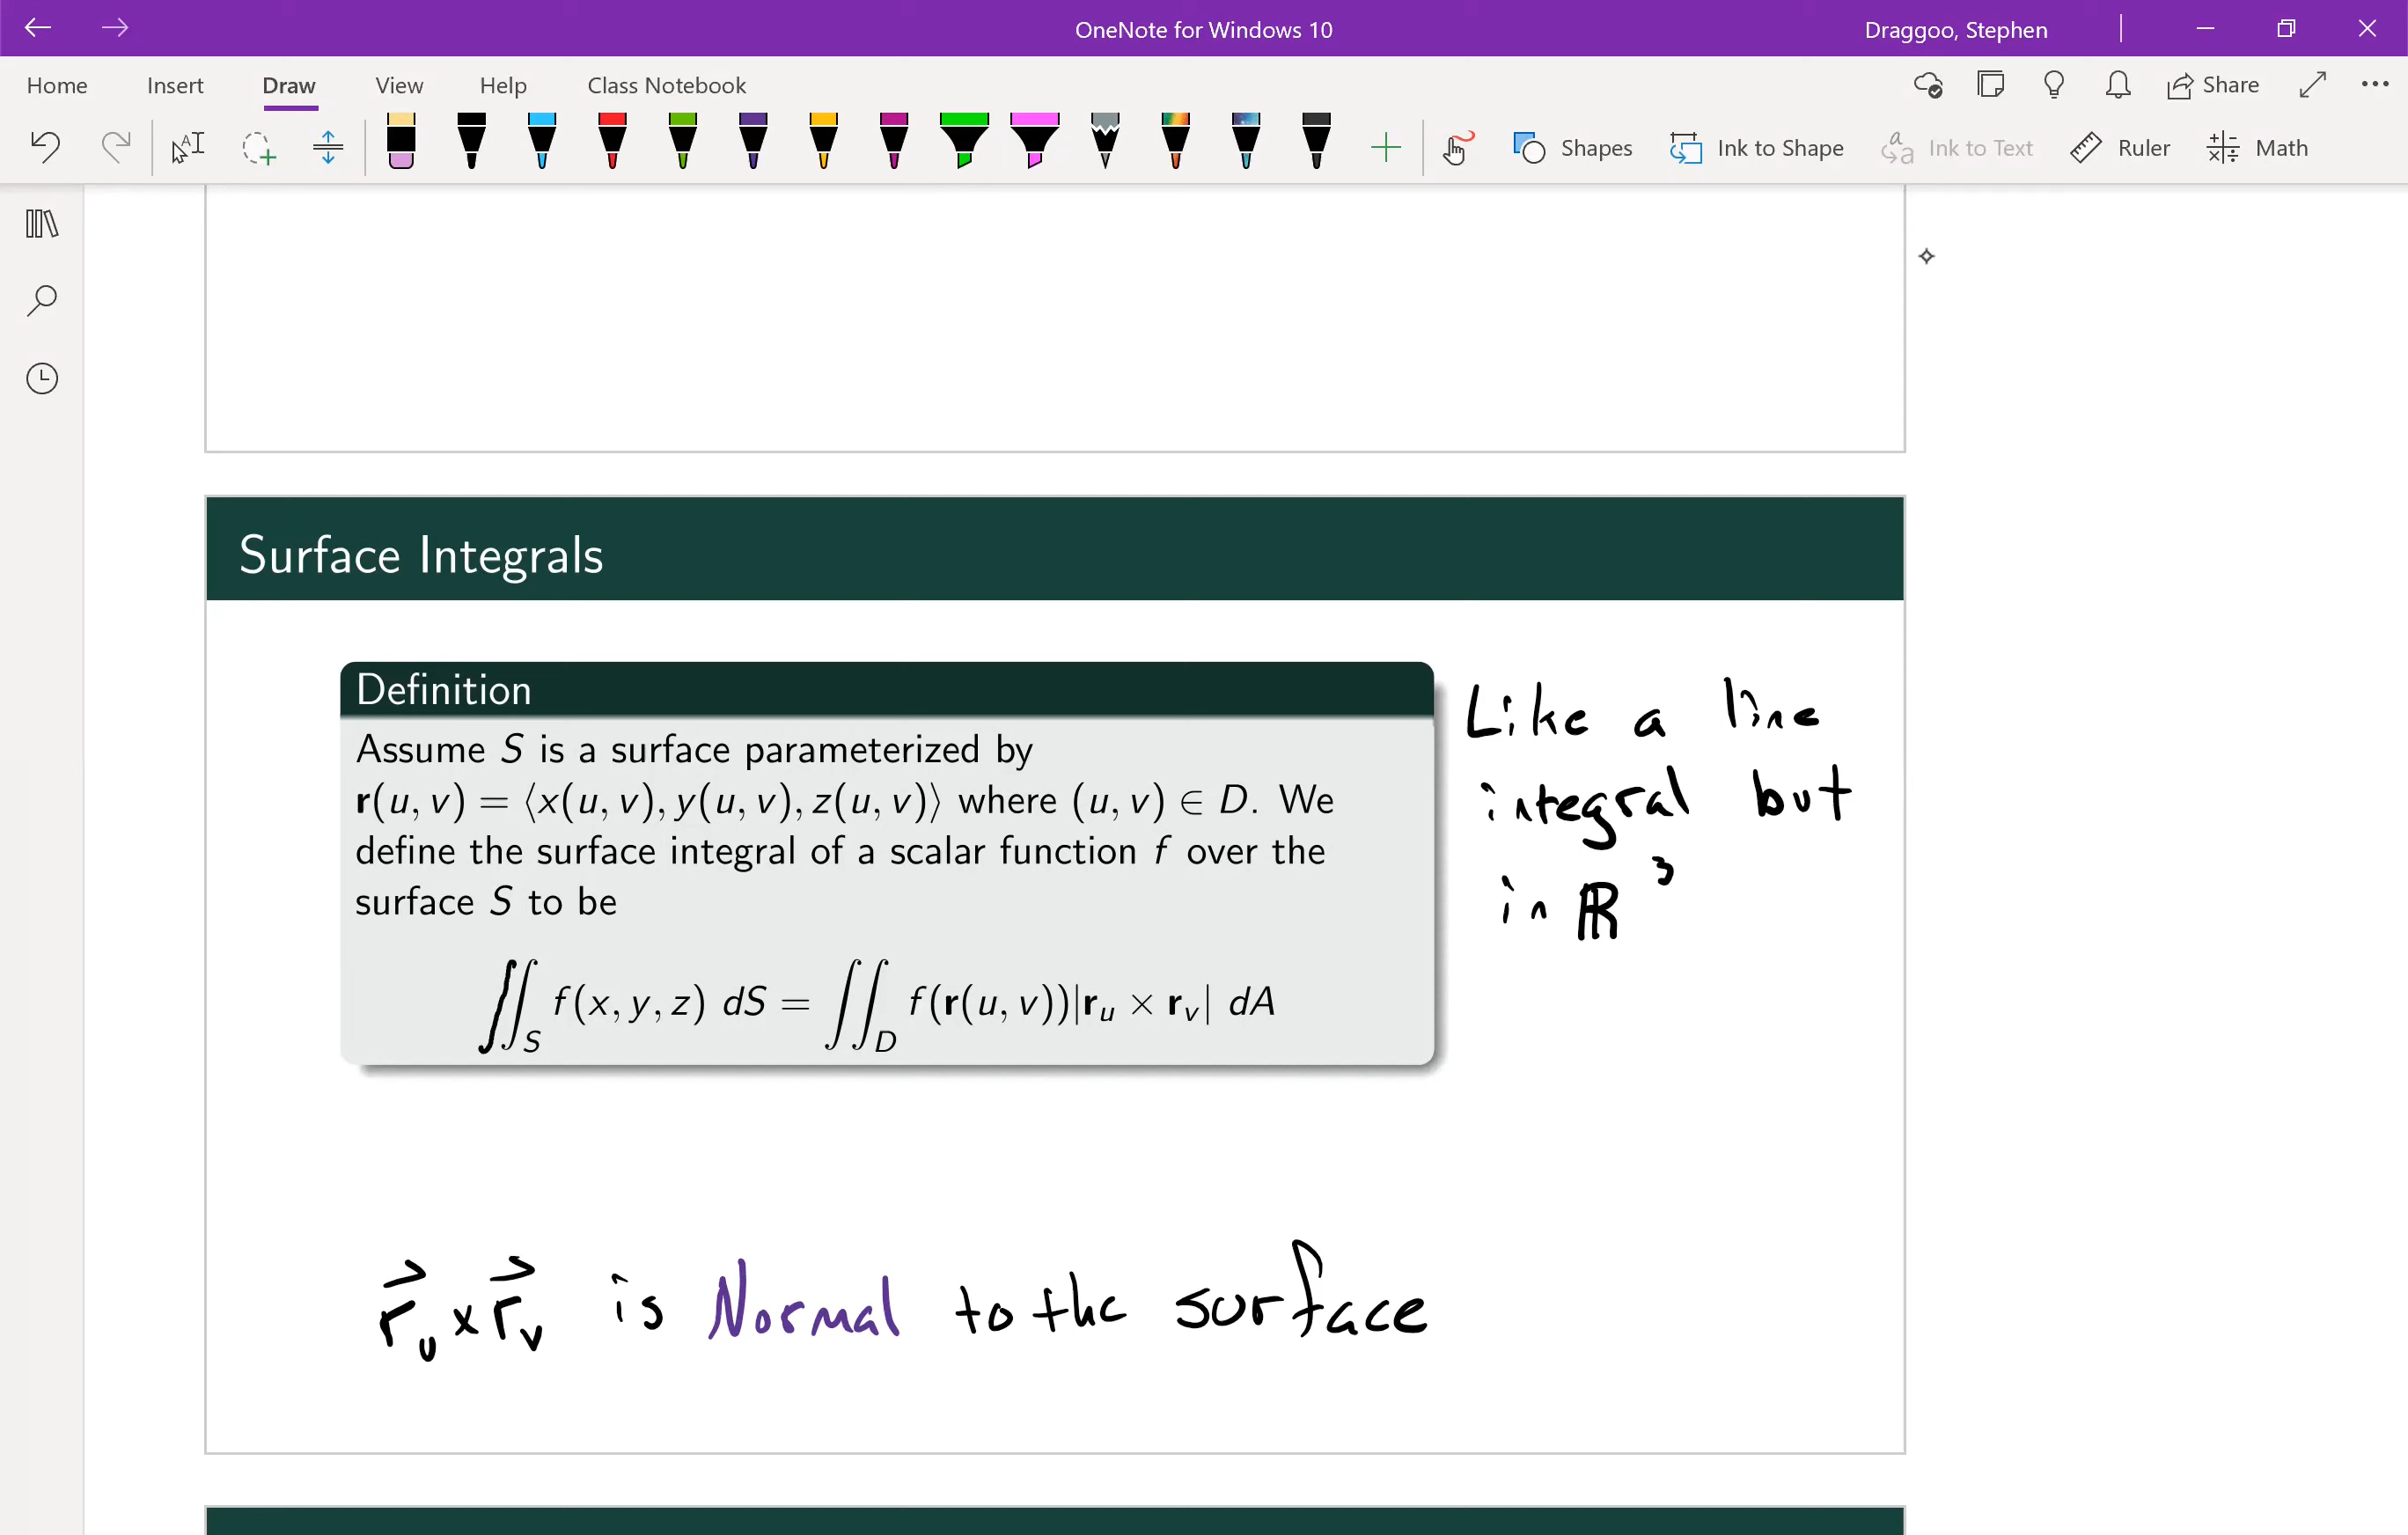 OneNote for Windows 10
Draggoo, Stephen
Home Insert Draw View Help Class Notebook
Share
Shapes Ink to Shape Ink to Text Ruler Math
Surface Integrals
Definition
Assume S is a surface parameterized by
r(u, v) = ⟨x(u, v), y(u, v), z(u, v)⟩ where (u, v) ∈ D. We
define the surface integral of a scalar function f over the
surface S to be
∬_S f(x, y, z) dS = ∬_D f(r(u, v))|r_u × r_v| dA
Like a line
integral but
in ℝ³
r⃗_u × r⃗_v is Normal to the surface